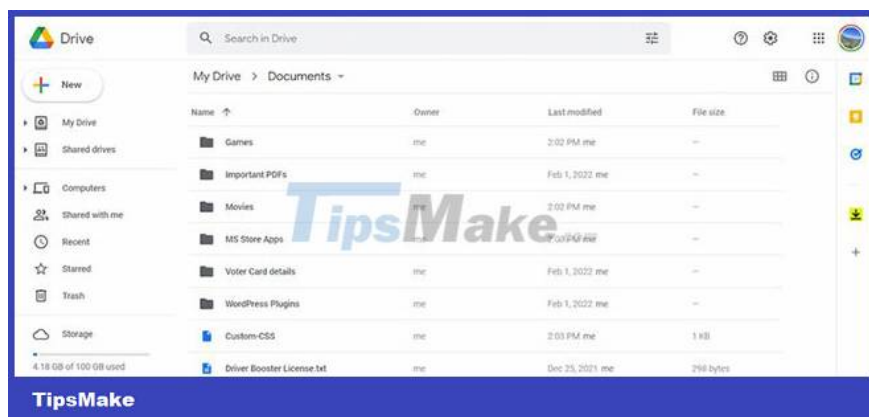 Drive
Search in Drive
New
My Drive > Documents
Name
Owner
Last modified
File size
My Drive
Shared drives
Computers
Shared with me
Recent
Starred
Trash
Storage
4.18 GB of 100 GB used
Games me 2:02 PM me –
Important PDFs me Feb 1, 2022 me –
Movies me 2:02 PM me –
MS Store Apps me –
Voter Card details me Feb 1, 2022 me –
WordPress Plugins me Feb 1, 2022 me –
Custom-CSS me 2:03 PM me 1 KB
Driver Booster License.txt me Dec 25, 2021 me 298 bytes
TipsMake
TipsMake